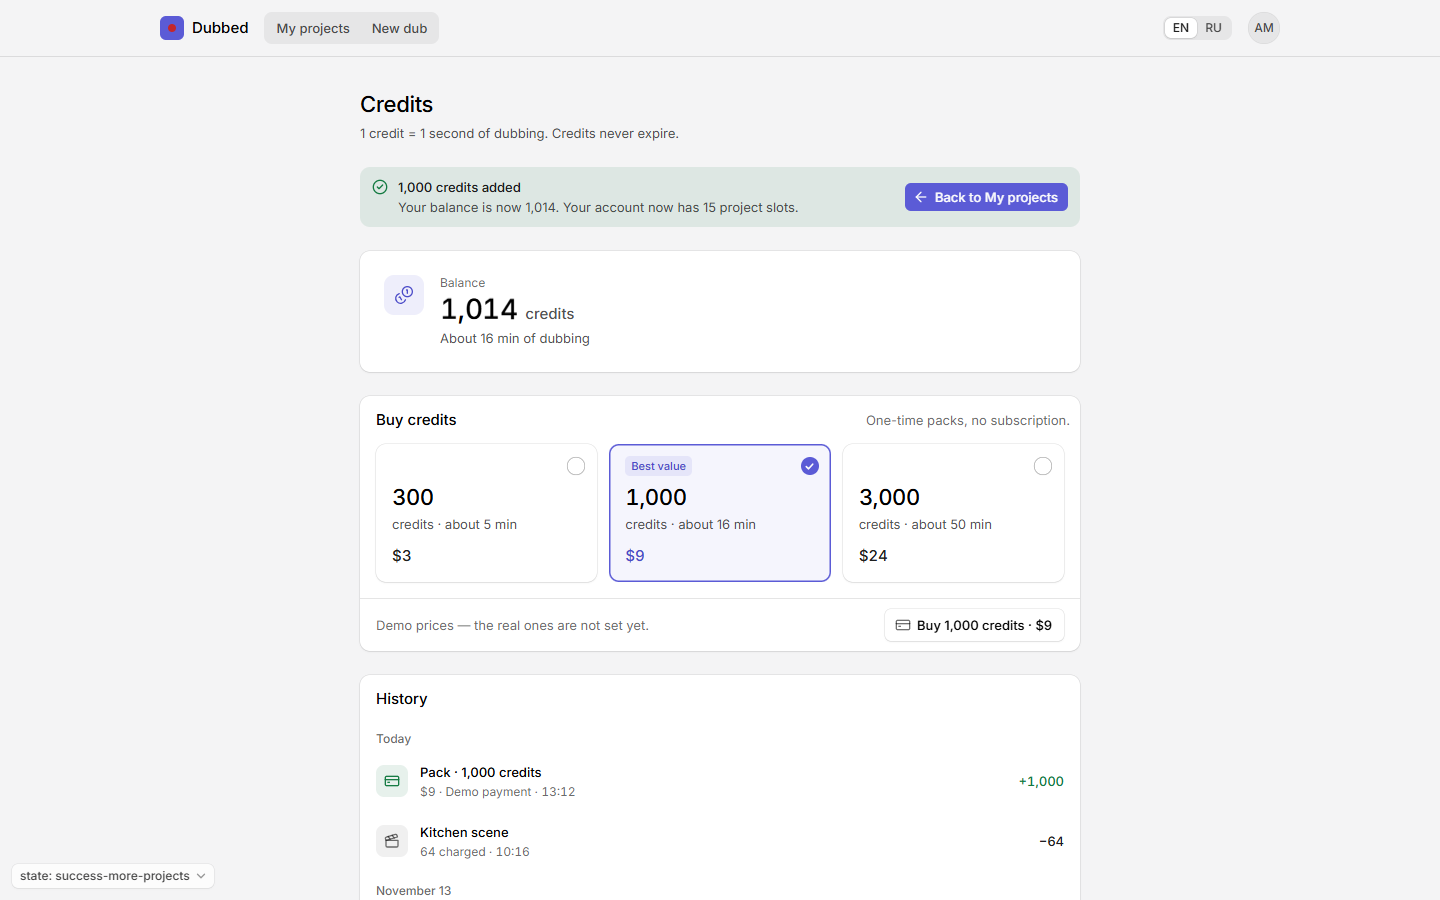 Dubbed
My projects
New dub
EN
RU
AM
Credits
1 credit = 1 second of dubbing. Credits never expire.
1,000 credits added
Your balance is now 1,014. Your account now has 15 project slots.
Back to My projects
Balance
1,014 credits
About 16 min of dubbing
Buy credits
One-time packs, no subscription.
300
credits · about 5 min
$3
Best value
1,000
credits · about 16 min
$9
3,000
credits · about 50 min
$24
Demo prices — the real ones are not set yet.
Buy 1,000 credits · $9
History
Today
Pack · 1,000 credits
$9 · Demo payment · 13:12
+1,000
Kitchen scene
64 charged · 10:16
−64
November 13
state: success-more-projects